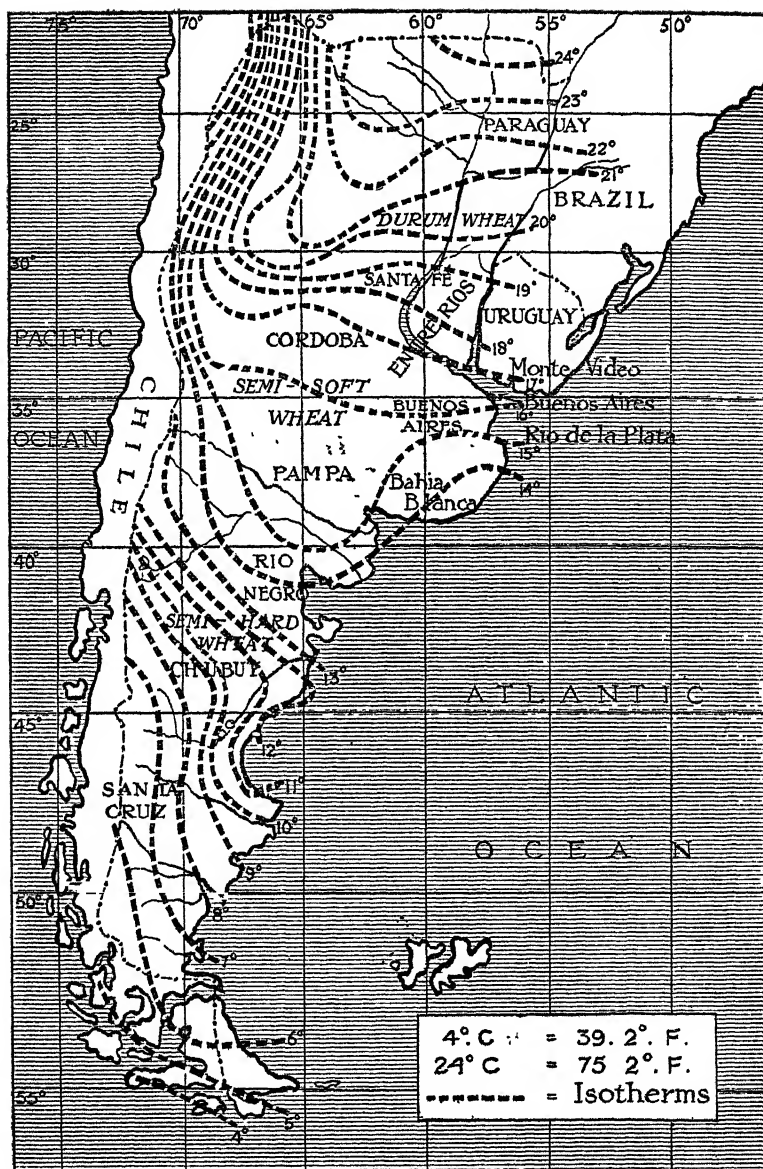 75° 70° 65° 60° 55° 50°
24°
23°
25°
PARAGUAY
22°
21°
BRAZIL
DURUM WHEAT
20°
30°
SANTA FÉ
19°
ENTRE RIOS
URUGUAY
PACIFIC
CORDOBA
18°
Monte Video
17°
CHILE
SEMI-SOFT
35°
BUENOS
16°
Buenos Aires
WHEAT
AIRES
OCEAN
Rio de la Plata
15°
PAMPA
Bahia
14°
Blanca
40°
RIO
NEGRO
SEMI-HARD
WHEAT
CHUBUT
13°
ATLANTIC
45°
12°
11°
SANTA
CRUZ
10°
OCEAN
9°
50°
8°
7°
6°
4°. C = 39. 2°. F.
24° C = 75 2°. F.
= Isotherms
55°
5°
4°